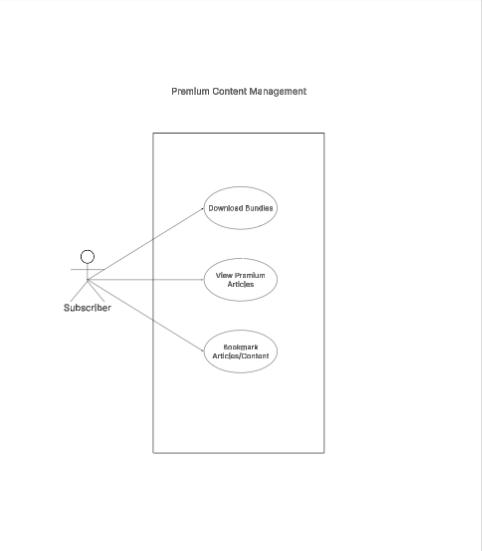 Premium Content Management
Download Bundles
View Premium
Articles
Subscriber
Bookmark
Articles/Content